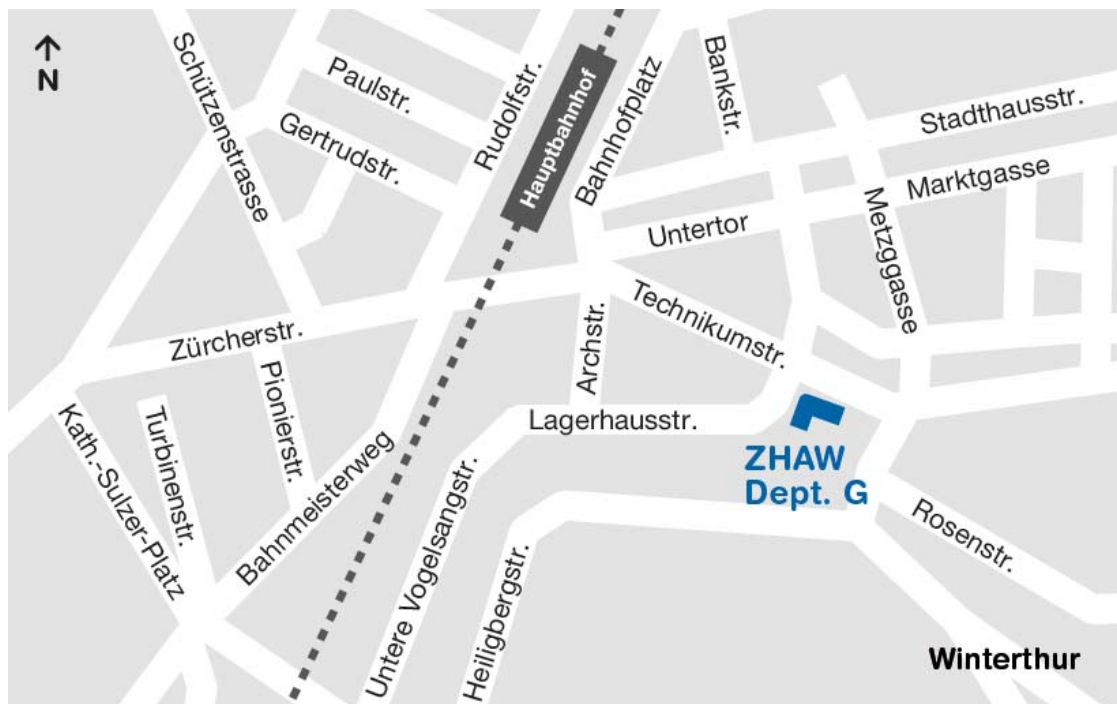 N
Schützenstrasse
Paulstr.
Gertrudstr.
Rudolfstr.
Hauptbahnhof
Bahnhofplatz
Bankstr.
Stadthausstr.
Marktgasse
Metzggasse
Untertor
Technikumstr.
Zürcherstr.
Archstr.
Pionierstr.
Turbinenstr.
Kath.-Sulzer-Platz
Bahnmeisterweg
Lagerhausstr.
Untere Vogelsangstr.
Heiligbergstr.
ZHAW
Dept. G
Rosenstr.
Winterthur